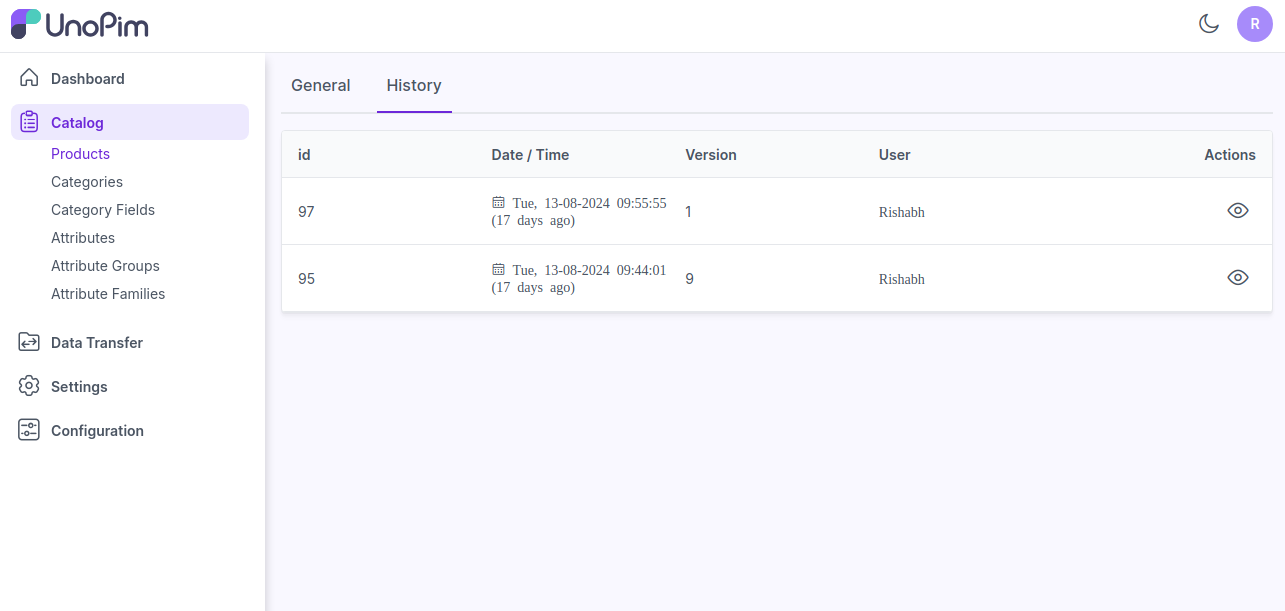 UnoPim
R
Dashboard
Catalog
Products
Categories
Category Fields
Attributes
Attribute Groups
Attribute Families
Data Transfer
Settings
Configuration
General History
id Date / Time Version User Actions
97 Tue, 13-08-2024 09:55:55 1 Rishabh
(17 days ago)
95 Tue, 13-08-2024 09:44:01 9 Rishabh
(17 days ago)